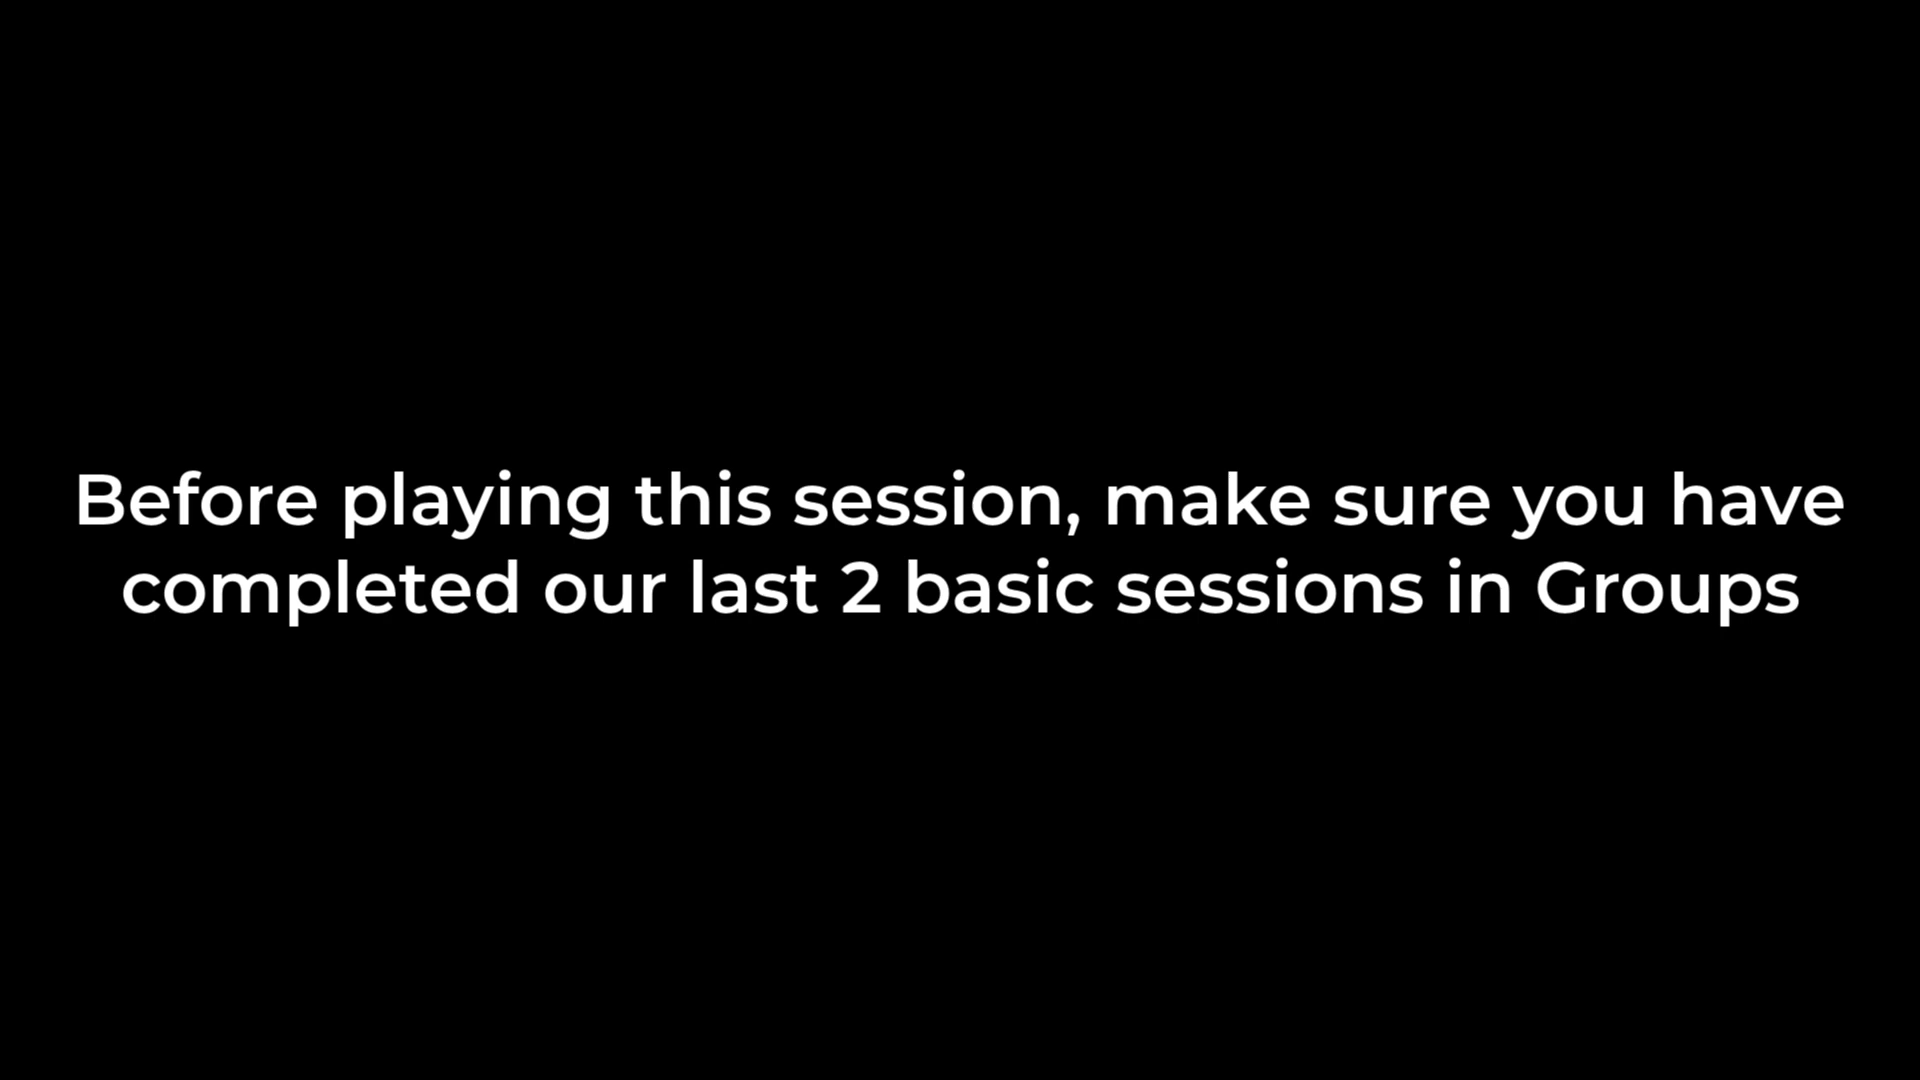 Before playing this session, make sure you have
completed our last 2 basic sessions in Groups